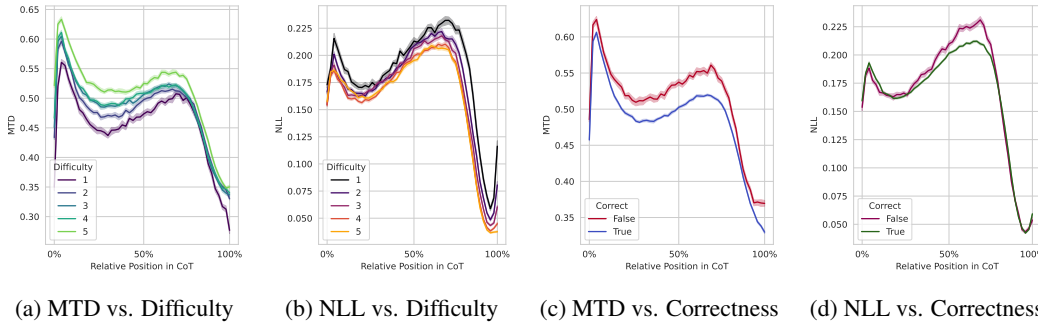 0.65
0.60
0.55
0.50
0.45
0.40
0.35
0.30
MTD
Difficulty
1
2
3
4
5
0%
50%
100%
Relative Position in CoT
0.225
0.200
0.175
0.150
0.125
0.100
0.075
0.050
NLL
Difficulty
1
2
3
4
5
0%
50%
100%
Relative Position in CoT
0.60
0.55
0.50
0.45
0.40
0.35
MTD
Correct
False
True
0%
50%
100%
Relative Position in CoT
0.225
0.200
0.175
0.150
0.125
0.100
0.075
0.050
NLL
Correct
False
True
0%
50%
100%
Relative Position in CoT
(a) MTD vs. Difficulty
(b) NLL vs. Difficulty
(c) MTD vs. Correctness
(d) NLL vs. Correctness